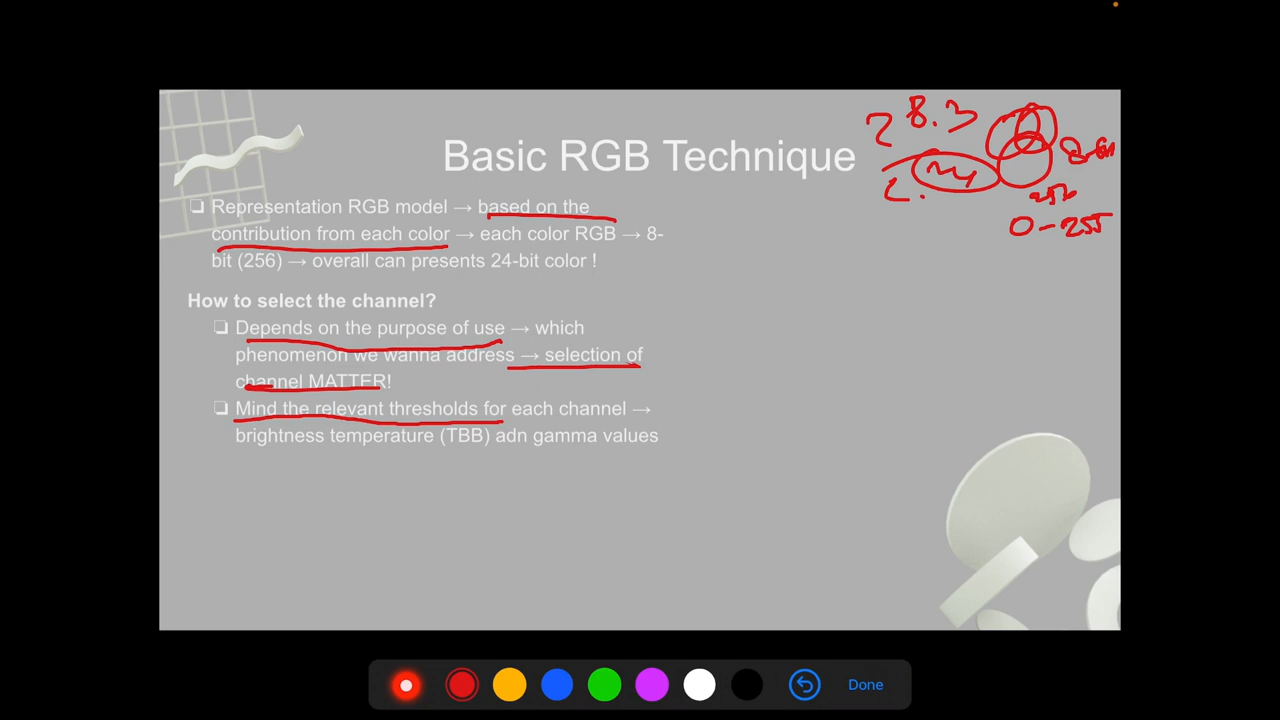 Basic RGB Technique
2 8.3
0-255
❑ Representation RGB model → based on the
contribution from each color → each color RGB → 8-
bit (256) → overall can presents 24-bit color !
How to select the channel?
❑ Depends on the purpose of use → which
phenomenon we wanna address → selection of
channel MATTER!
❑ Mind the relevant thresholds for each channel →
brightness temperature (TBB) adn gamma values
Done